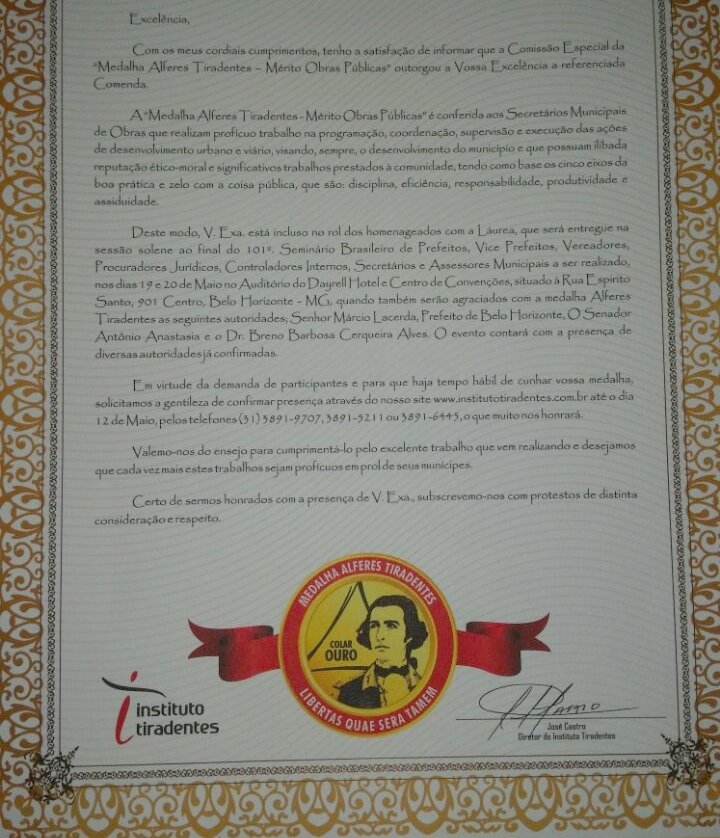 Excelência,
Com os meus cordiais cumprimentos, tenho a satisfação de informar que a Comissão Especial da
"Medalha Alferes Tiradentes – Mérito Obras Públicas" outorgou a Vossa Excelência a referenciada
Comenda.
A "Medalha Alferes Tiradentes - Mérito Obras Públicas" é conferida aos Secretários Municipais
de Obras que realizam profícuo trabalho na programação, coordenação, supervisão e execução das ações
de desenvolvimento urbano e viário, visando, sempre, o desenvolvimento do município e que possuam ilibada
reputação ético-moral e significativos trabalhos prestados à comunidade, tendo como base os cinco eixos da
boa prática e zelo com a coisa pública, que são: disciplina, eficiência, responsabilidade, produtividade e
assiduidade.
Deste modo, V. Exa. está incluso no rol dos homenageados com a Láurea, que será entregue na
sessão solene ao final do 101º. Seminário Brasileiro de Prefeitos, Vice Prefeitos, Vereadores,
Procuradores Jurídicos, Controladores Internos, Secretários e Assessores Municipais a ser realizado,
nos dias 19 e 20 de Maio no Auditório do Dayrell Hotel e Centro de Convenções, situado à Rua Espirito
Santo, 901 Centro, Belo Horizonte - MG, quando também serão agraciados com a medalha Alferes
Tiradentes as seguintes autoridades; Senhor Márcio Lacerda, Prefeito de Belo Horizonte, O Senador
Antônio Anastasia e o Dr. Breno Barbosa Cerqueira Alves. O evento contará com a presença de
diversas autoridades já confirmadas.
Em virtude da demanda de participantes e para que haja tempo hábil de cunhar vossa medalha,
solicitamos a gentileza de confirmar presença através do nosso site www.institutotiradentes.com.br até o dia
12 de Maio, pelos telefones (31) 3891-9707, 3891-5211 ou 3891-6445, o que muito nos honrará.
Valemo-nos do ensejo para cumprimentá-lo pelo excelente trabalho que vem realizando e desejamos
que cada vez mais estes trabalhos sejam profícuos em prol de seus munícipes.
Certo de sermos honrados com a presença de V. Exa., subscrevemo-nos com protestos de distinta
consideração e respeito.
MEDALHA ALFERES TIRADENTES
COLAR
OURO
LIBERTAS QUAE SERÁ TAMEM
instituto
tiradentes
José Castro
Diretor do Instituto Tiradentes